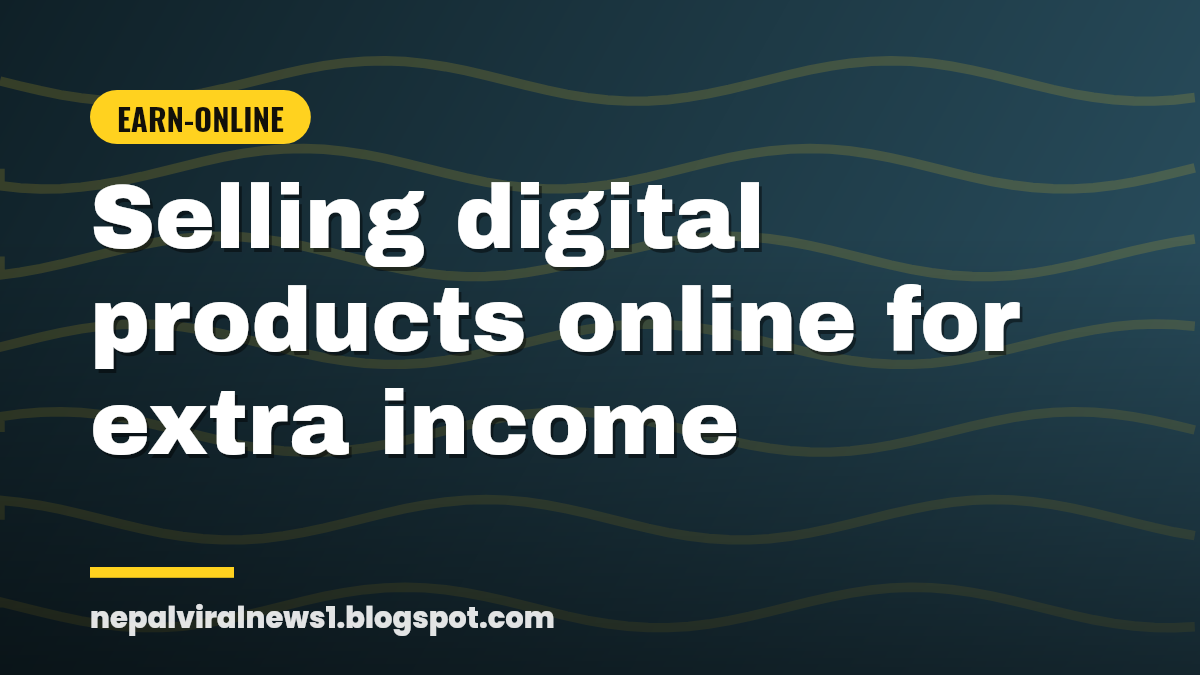 EARN-ONLINE
Selling digital
products online for
extra income
nepalviralnews1.blogspot.com